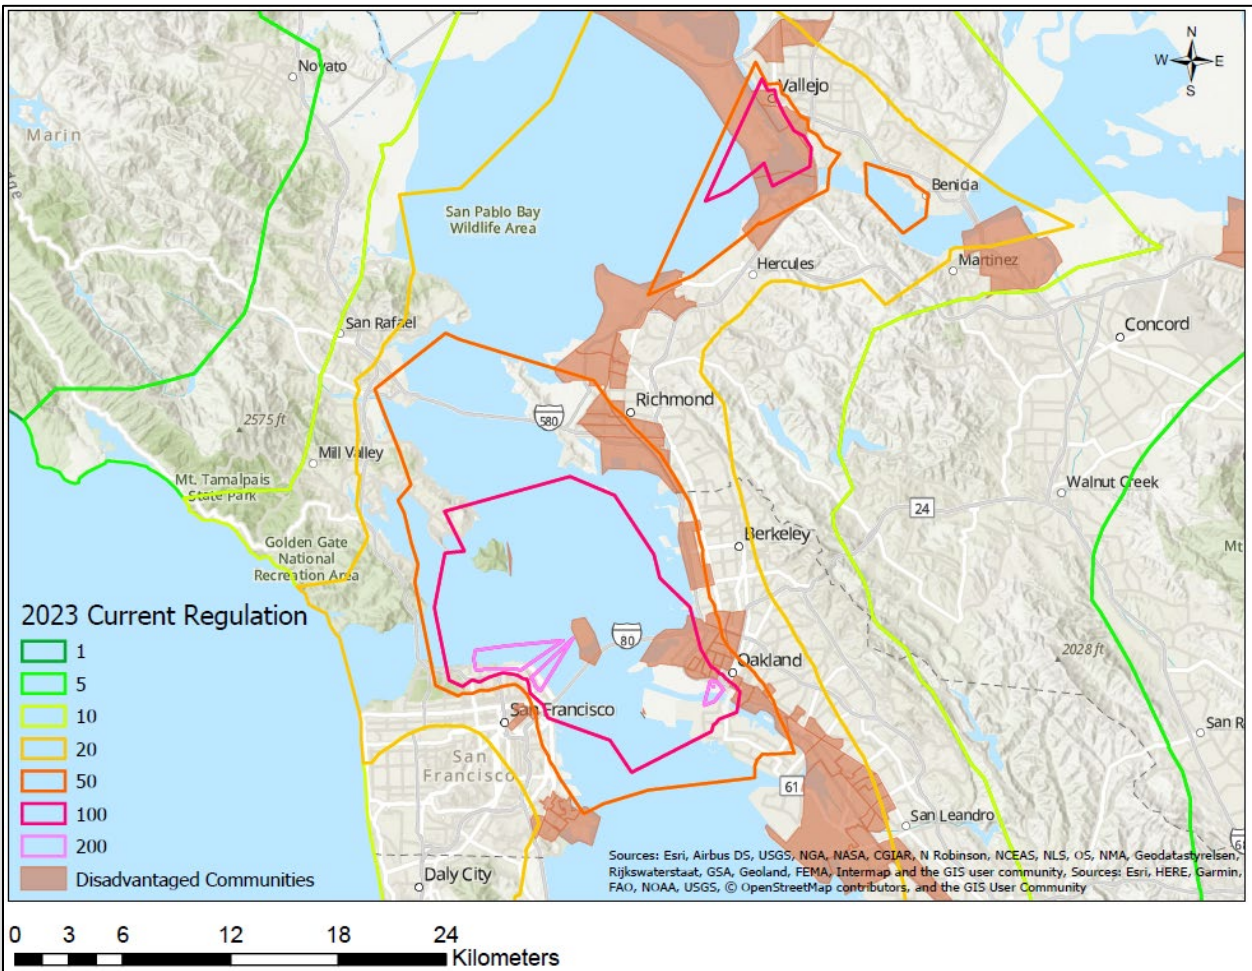 N
W E
S
Novato
Vallejo
Marin
Benicia
San Pablo Bay
Wildlife Area
Hercules
Martinez
San Rafael
Concord
2575 ft
580
Richmond
Mill Valley
Mt. Tamalpais
State Park
Walnut Creek
24
Golden Gate
National
Recreation Area
Berkeley
Mt
2023 Current Regulation
1
5
10
20
50
100
200
Disadvantaged Communities
80
Oakland
2028 ft
San Francisco
San R
San
Francisco
61
San Leandro
68
Daly City
Sources: Esri, Airbus DS, USGS, NGA, NASA, CGIAR, N Robinson, NCEAS, NLS, OS, NMA, Geodatastyrelsen,
Rijkswaterstaat, GSA, Geoland, FEMA, Intermap and the GIS user community, Sources: Esri, HERE, Garmin,
FAO, NOAA, USGS, © OpenStreetMap contributors, and the GIS User Community
0 3 6 12 18 24
Kilometers